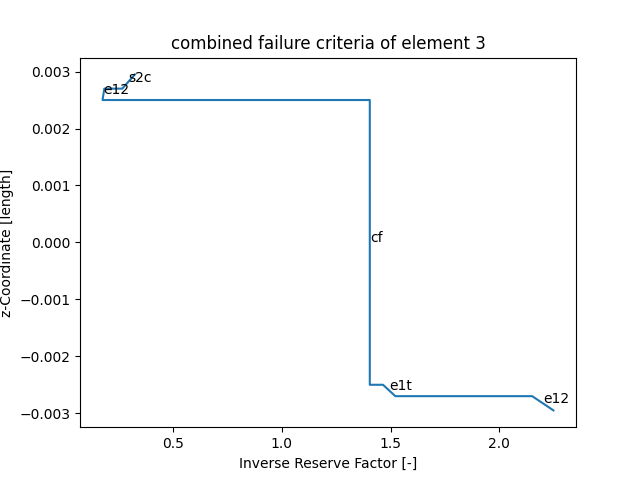 combined failure criteria of element 3
z-Coordinate [length]
0.003
0.002
0.001
0.000
−0.001
−0.002
−0.003
s2c
e12
cf
e1t
e12
0.5 1.0 1.5 2.0
Inverse Reserve Factor [-]